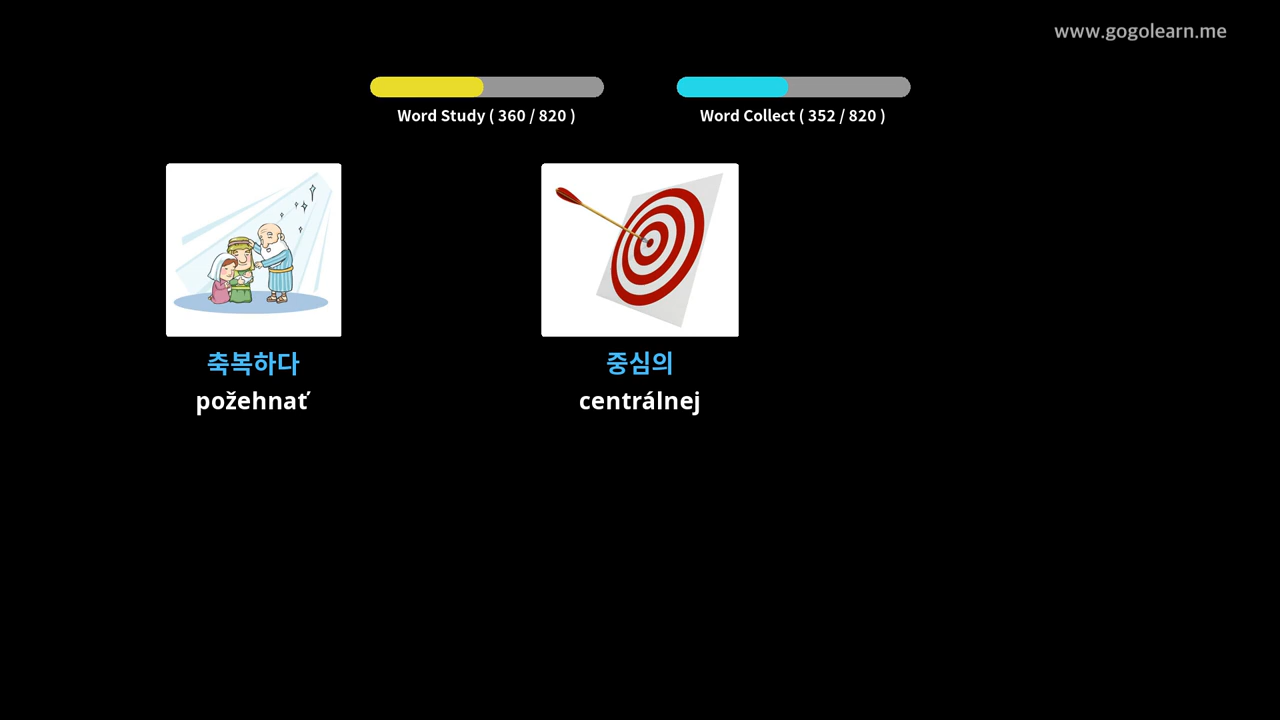 www.gogolearn.me
Word Study ( 360 / 820 )
Word Collect ( 352 / 820 )
축복하다
požehnať
중심의
centrálnej